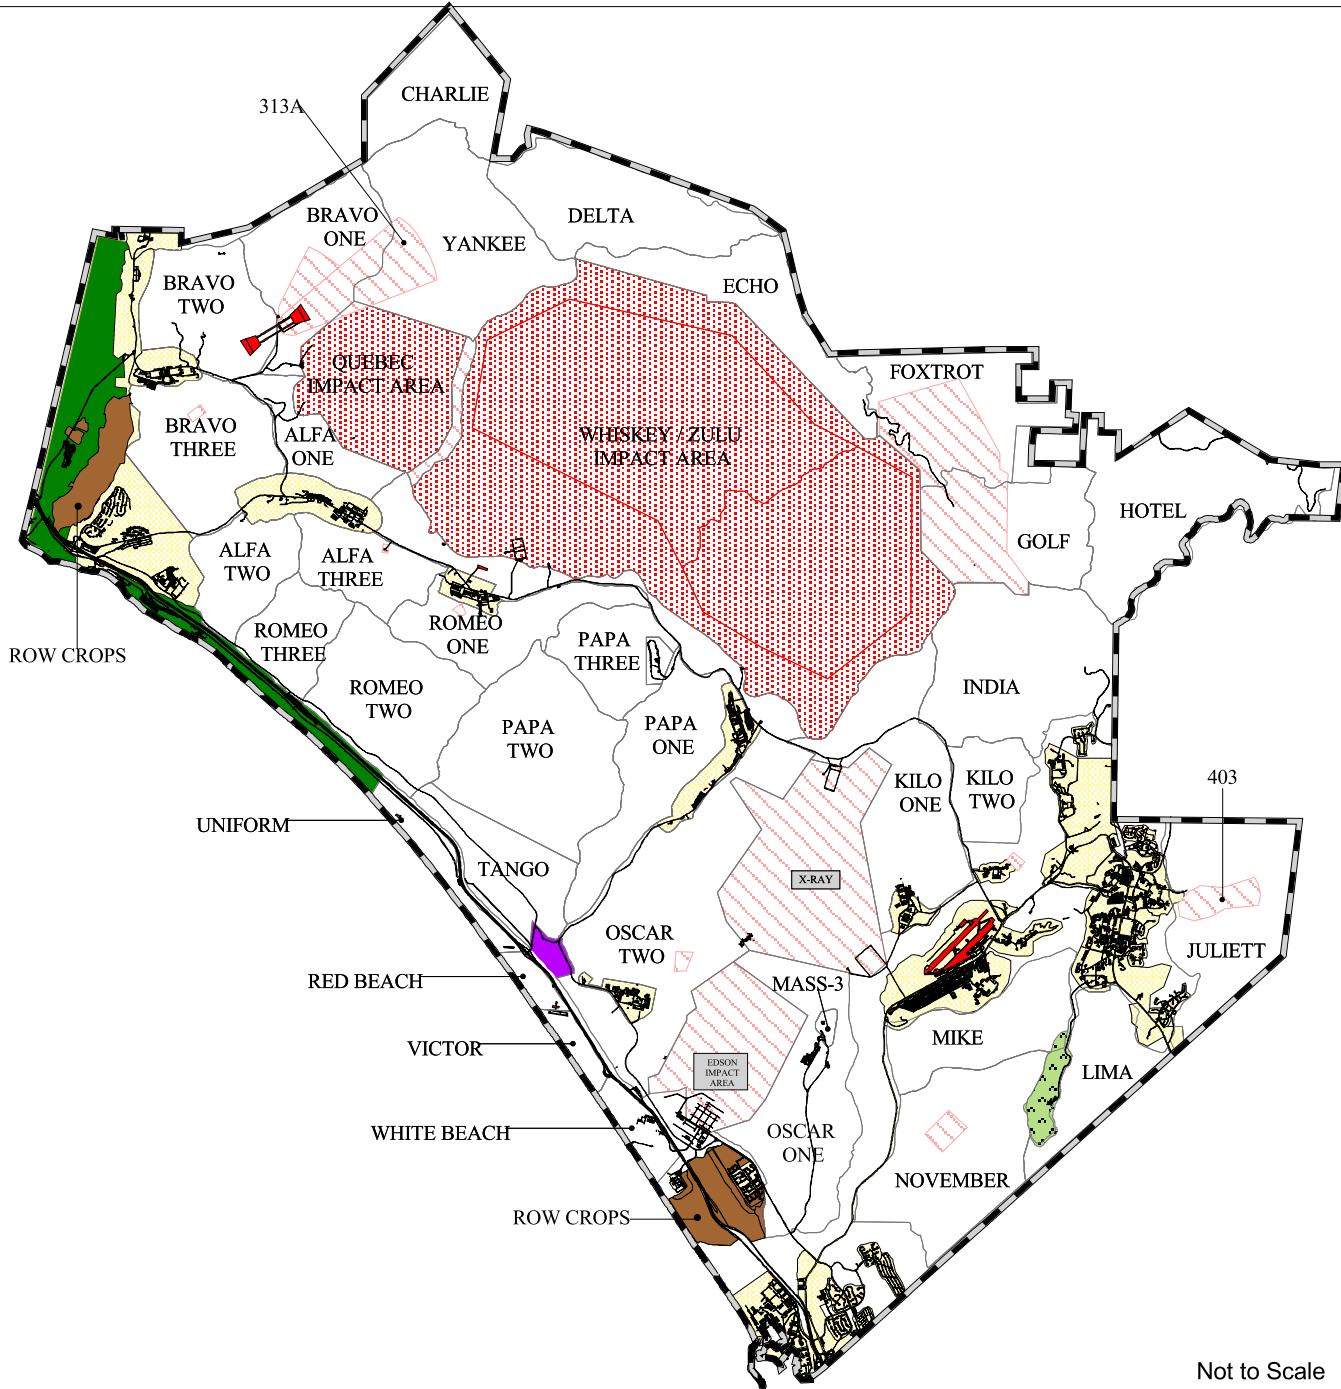 CHARLIE
313A
BRAVO
ONE
YANKEE
DELTA
BRAVO
TWO
ECHO
QUEBEC
IMPACT AREA
FOXTROT
BRAVO
THREE
ALFA
ONE
WHISKEY / ZULU
IMPACT AREA
HOTEL
GOLF
ALFA
TWO
ALFA
THREE
ROMEO
ONE
ROMEO
THREE
PAPA
THREE
ROW CROPS
ROMEO
TWO
INDIA
PAPA
TWO
PAPA
ONE
KILO
ONE
KILO
TWO
403
UNIFORM
TANGO
X-RAY
OSCAR
TWO
JULIETT
RED BEACH
MASS-3
VICTOR
MIKE
EDSON
IMPACT
AREA
LIMA
WHITE BEACH
OSCAR
ONE
NOVEMBER
ROW CROPS
Not to Scale